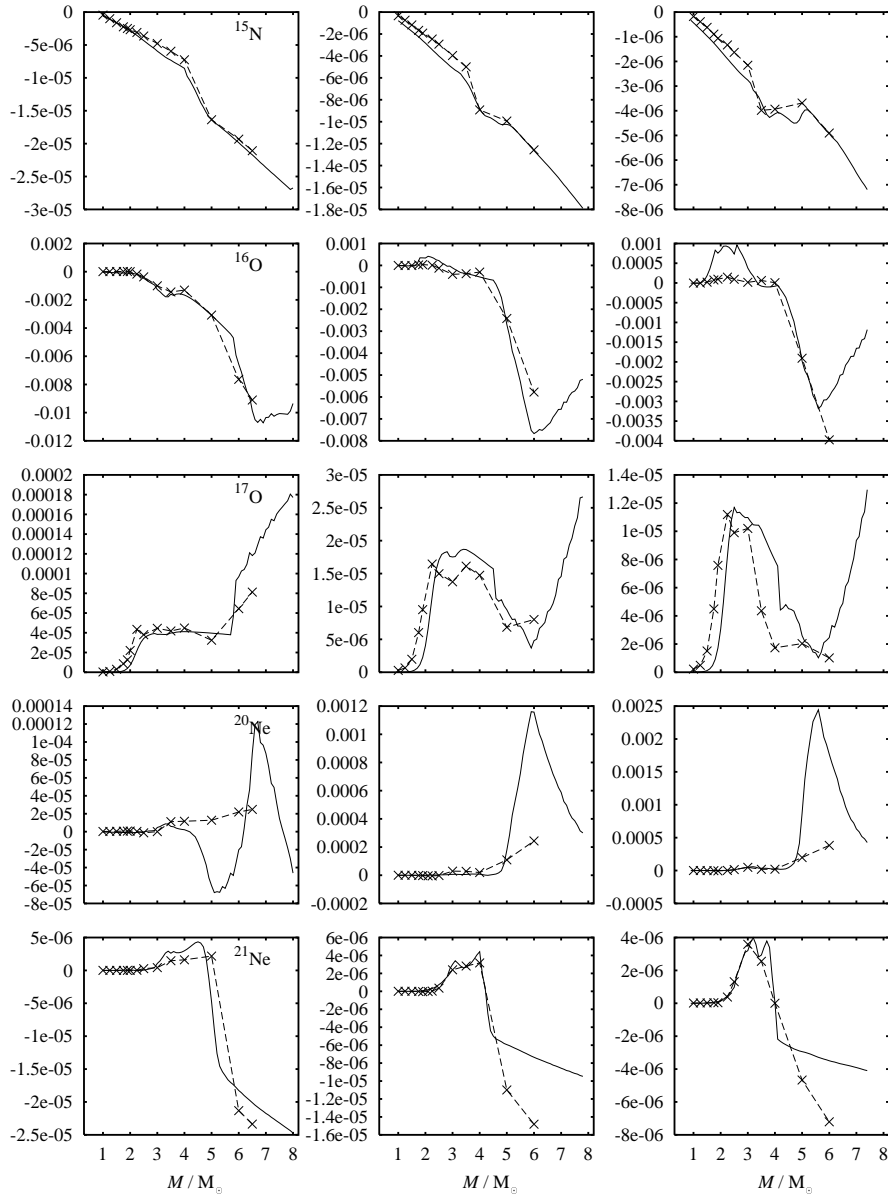 0
-5e-06
-1e-05
-1.5e-05
-2e-05
-2.5e-05
-3e-05
15N
0
-2e-06
-4e-06
-6e-06
-8e-06
-1e-05
-1.2e-05
-1.4e-05
-1.6e-05
-1.8e-05
0
-1e-06
-2e-06
-3e-06
-4e-06
-5e-06
-6e-06
-7e-06
-8e-06
0.002
0
-0.002
-0.004
-0.006
-0.008
-0.01
-0.012
16O
0.001
0
-0.001
-0.002
-0.003
-0.004
-0.005
-0.006
-0.007
-0.008
0.001
0.0005
0
-0.0005
-0.001
-0.0015
-0.002
-0.0025
-0.003
-0.0035
-0.004
0.0002
0.00018
0.00016
0.00014
0.00012
0.0001
8e-05
6e-05
4e-05
2e-05
0
17O
3e-05
2.5e-05
2e-05
1.5e-05
1e-05
5e-06
0
1.4e-05
1.2e-05
1e-05
8e-06
6e-06
4e-06
2e-06
0
0.00014
0.00012
1e-04
8e-05
6e-05
4e-05
2e-05
0
-2e-05
-4e-05
-6e-05
-8e-05
20Ne
0.0012
0.001
0.0008
0.0006
0.0004
0.0002
0
-0.0002
0.0025
0.002
0.0015
0.001
0.0005
0
-0.0005
5e-06
0
-5e-06
-1e-05
-1.5e-05
-2e-05
-2.5e-05
21Ne
6e-06
4e-06
2e-06
0
-2e-06
-4e-06
-6e-06
-8e-06
-1e-05
-1.2e-05
-1.4e-05
-1.6e-05
4e-06
2e-06
0
-2e-06
-4e-06
-6e-06
-8e-06
1 2 3 4 5 6 7 8
1 2 3 4 5 6 7 8
1 2 3 4 5 6 7 8
M / M☉
M / M☉
M / M☉